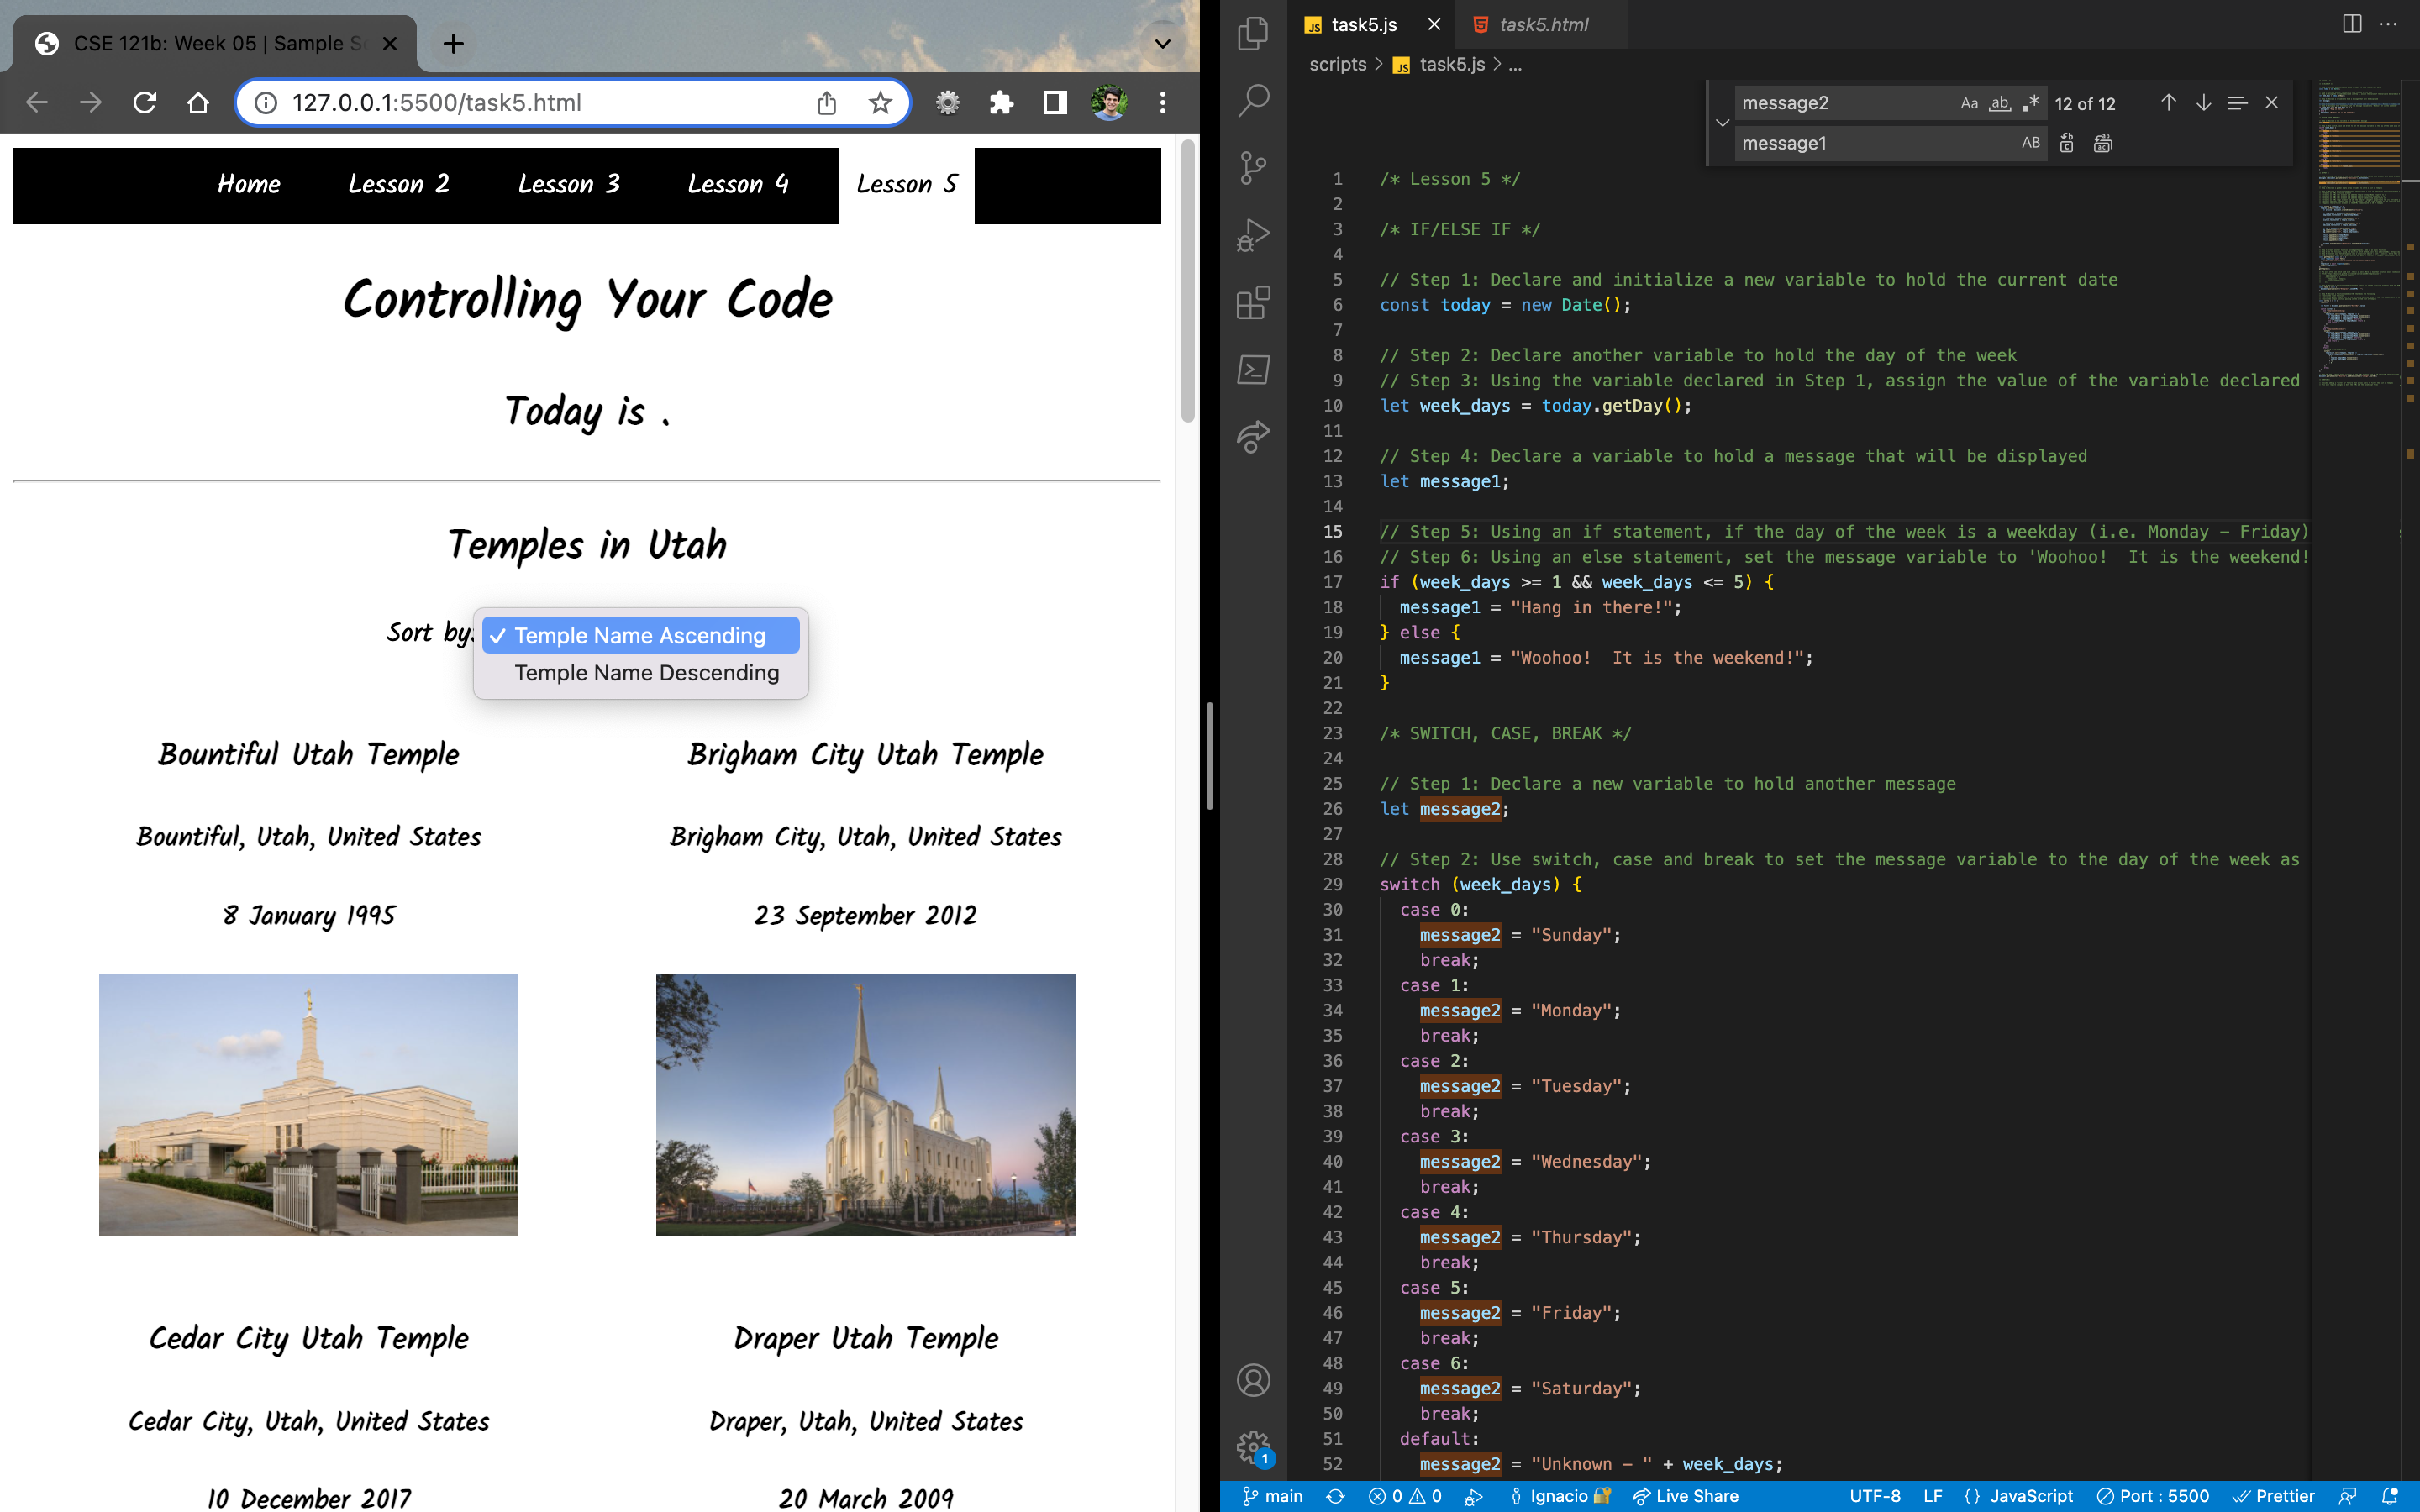 CSE 121b: Week 05 | Sample S
127.0.0.1:5500/task5.html
Home Lesson 2 Lesson 3 Lesson 4 Lesson 5
Controlling Your Code
Today is .
Temples in Utah
Sort by:
✓ Temple Name Ascending
Temple Name Descending
Bountiful Utah Temple
Bountiful, Utah, United States
8 January 1995
Brigham City Utah Temple
Brigham City, Utah, United States
23 September 2012
Cedar City Utah Temple
Cedar City, Utah, United States
10 December 2017
Draper Utah Temple
Draper, Utah, United States
20 March 2009
JS task5.js task5.html
scripts > JS task5.js > ...
message2 Aa ab .* 12 of 12
message1 AB
1 /* Lesson 5 */
2
3 /* IF/ELSE IF */
4
5 // Step 1: Declare and initialize a new variable to hold the current date
6 const today = new Date();
7
8 // Step 2: Declare another variable to hold the day of the week
9 // Step 3: Using the variable declared in Step 1, assign the value of the variable declared
10 let week_days = today.getDay();
11
12 // Step 4: Declare a variable to hold a message that will be displayed
13 let message1;
14
15 // Step 5: Using an if statement, if the day of the week is a weekday (i.e. Monday - Friday)
16 // Step 6: Using an else statement, set the message variable to 'Woohoo!  It is the weekend!
17 if (week_days >= 1 && week_days <= 5) {
18 message1 = "Hang in there!";
19 } else {
20 message1 = "Woohoo!  It is the weekend!";
21 }
22
23 /* SWITCH, CASE, BREAK */
24
25 // Step 1: Declare a new variable to hold another message
26 let message2;
27
28 // Step 2: Use switch, case and break to set the message variable to the day of the week as
29 switch (week_days) {
30 case 0:
31 message2 = "Sunday";
32 break;
33 case 1:
34 message2 = "Monday";
35 break;
36 case 2:
37 message2 = "Tuesday";
38 break;
39 case 3:
40 message2 = "Wednesday";
41 break;
42 case 4:
43 message2 = "Thursday";
44 break;
45 case 5:
46 message2 = "Friday";
47 break;
48 case 6:
49 message2 = "Saturday";
50 break;
51 default:
52 message2 = "Unknown - " + week_days;
1
main 0 0 Ignacio Live Share UTF-8 LF {} JavaScript Port : 5500 Prettier